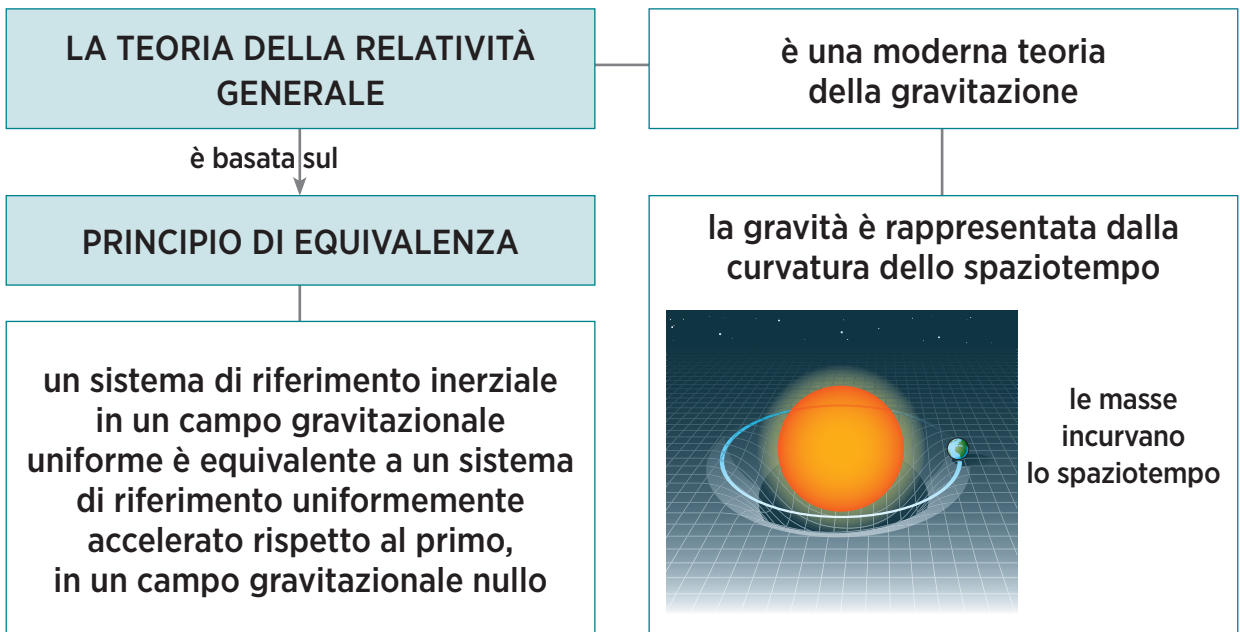 LA TEORIA DELLA RELATIVITÀ
GENERALE
è una moderna teoria
della gravitazione
è basata sul
PRINCIPIO DI EQUIVALENZA
un sistema di riferimento inerziale
in un campo gravitazionale
uniforme è equivalente a un sistema
di riferimento uniformemente
accelerato rispetto al primo,
in un campo gravitazionale nullo
la gravità è rappresentata dalla
curvatura dello spaziotempo
le masse
incurvano
lo spaziotempo